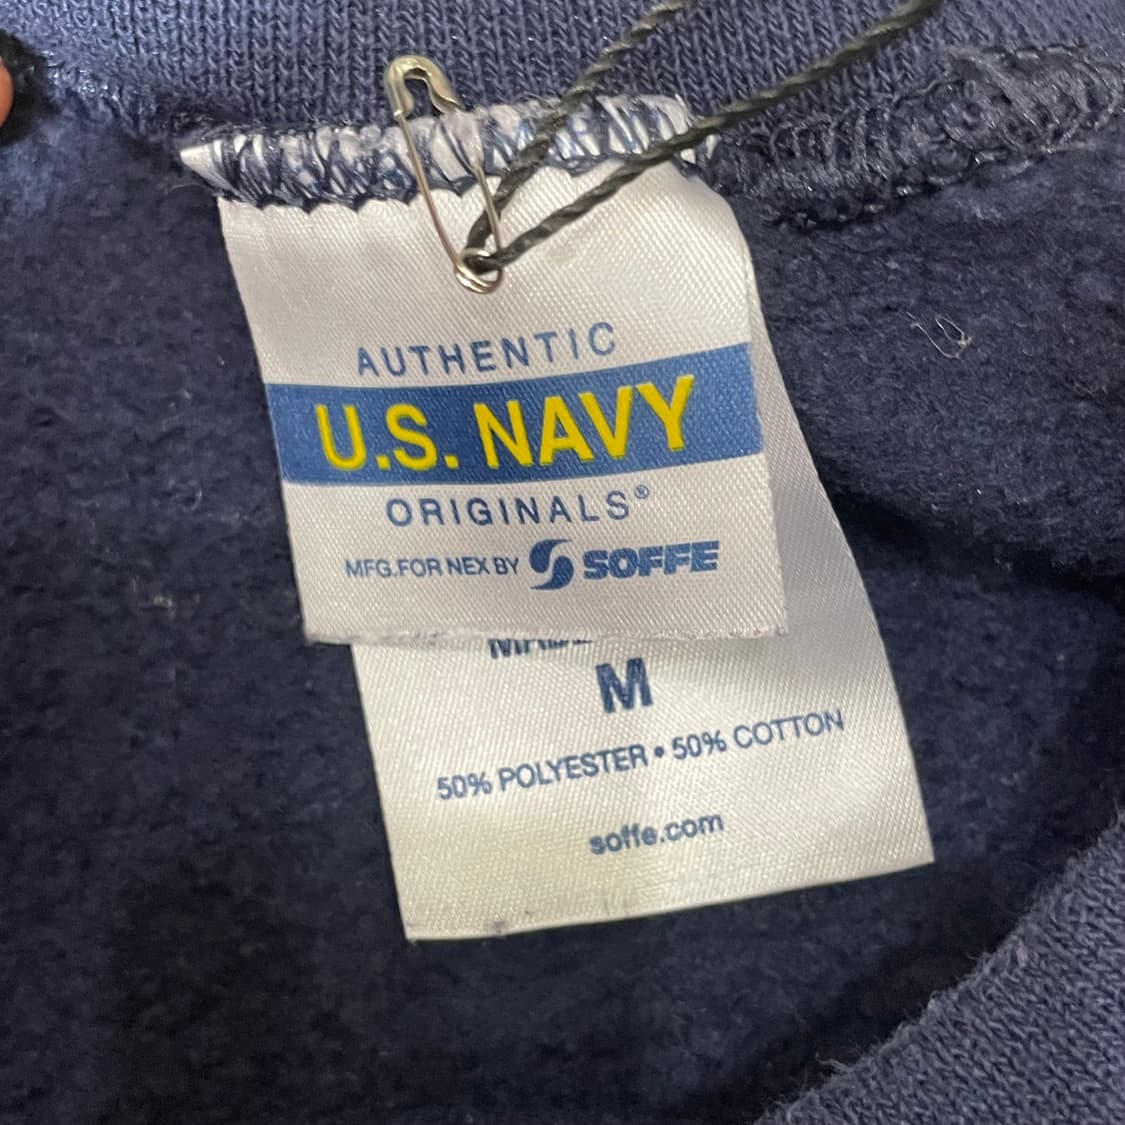 AUTHENTIC
U.S. NAVY
ORIGINALS®
MFG.FOR NEX BY SOFFE
M
50% POLYESTER • 50% COTTON
soffe.com